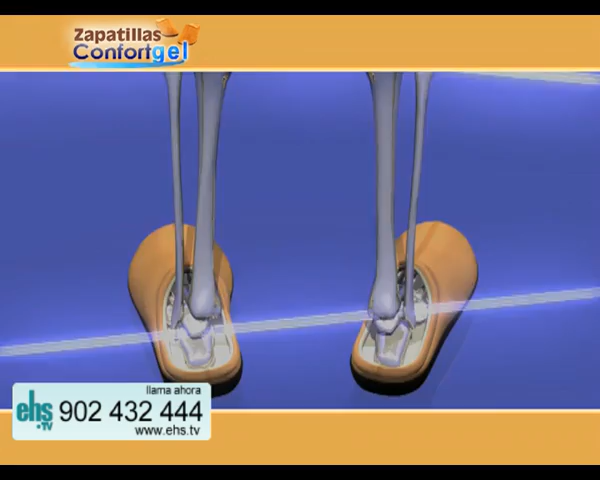 Zapatillas
Confortgel
llama ahora
ehs.TV 902 432 444
www.ehs.tv